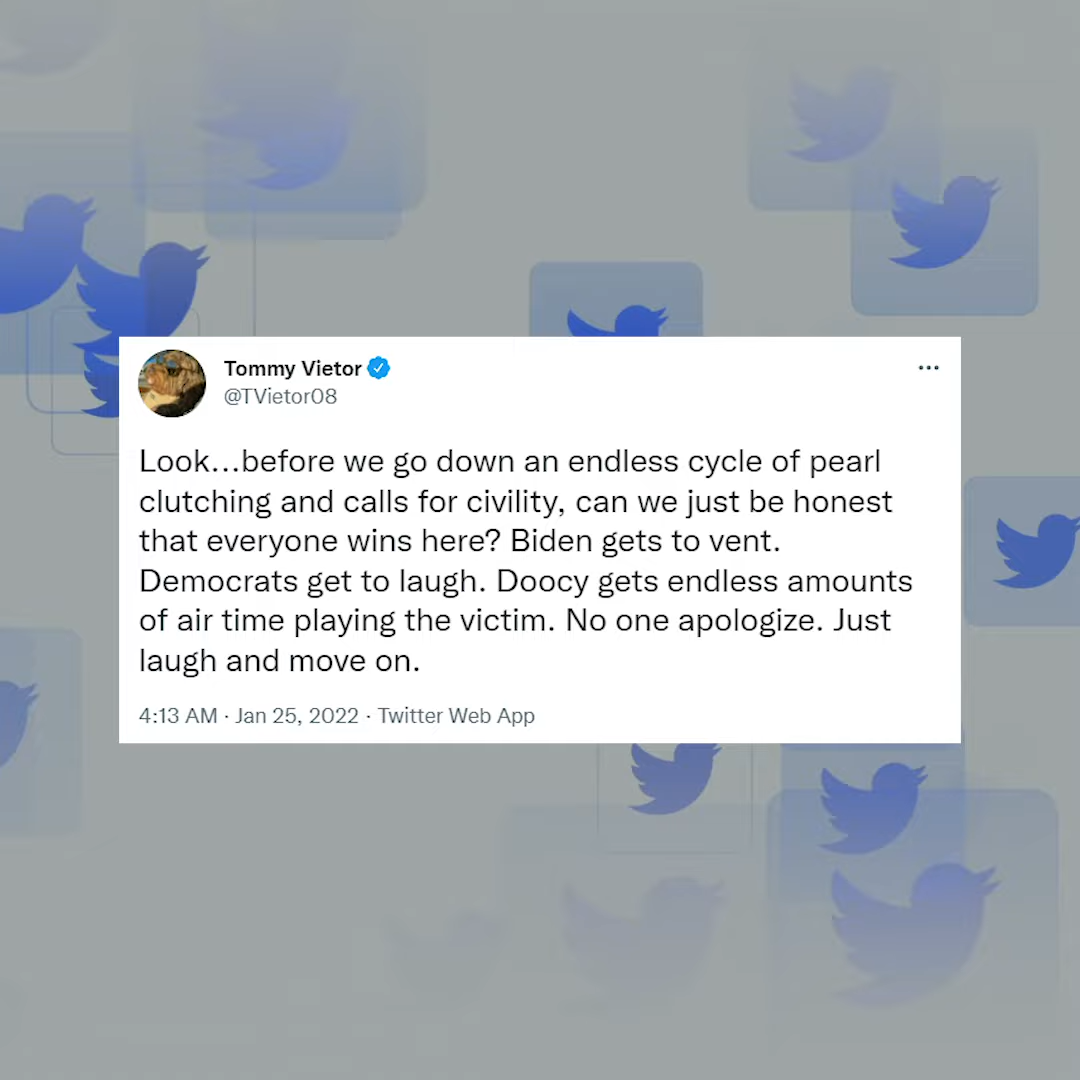 Tommy Vietor
@TVietor08
Look...before we go down an endless cycle of pearl
clutching and calls for civility, can we just be honest
that everyone wins here? Biden gets to vent.
Democrats get to laugh. Doocy gets endless amounts
of air time playing the victim. No one apologize. Just
laugh and move on.
4:13 AM · Jan 25, 2022 · Twitter Web App